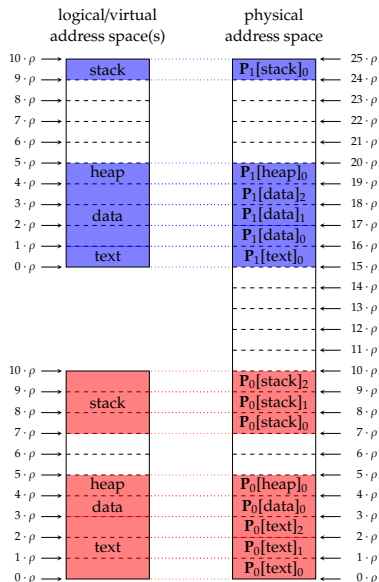 logical/virtual address space(s)
physical address space
10 · ρ stack P₁[stack]₀ 25 · ρ
9 · ρ 24 · ρ
8 · ρ 23 · ρ
7 · ρ 22 · ρ
6 · ρ 21 · ρ
5 · ρ 20 · ρ
heap P₁[heap]₀
4 · ρ 19 · ρ
P₁[data]₂
3 · ρ 18 · ρ
data P₁[data]₁
2 · ρ 17 · ρ
P₁[data]₀
1 · ρ 16 · ρ
text P₁[text]₀
0 · ρ 15 · ρ
14 · ρ
13 · ρ
12 · ρ
11 · ρ
10 · ρ 10 · ρ
P₀[stack]₂
9 · ρ 9 · ρ
stack P₀[stack]₁
8 · ρ 8 · ρ
P₀[stack]₀
7 · ρ 7 · ρ
6 · ρ 6 · ρ
5 · ρ 5 · ρ
heap P₀[heap]₀
4 · ρ 4 · ρ
data P₀[data]₀
3 · ρ 3 · ρ
P₀[text]₂
2 · ρ 2 · ρ
text P₀[text]₁
1 · ρ 1 · ρ
P₀[text]₀
0 · ρ 0 · ρ